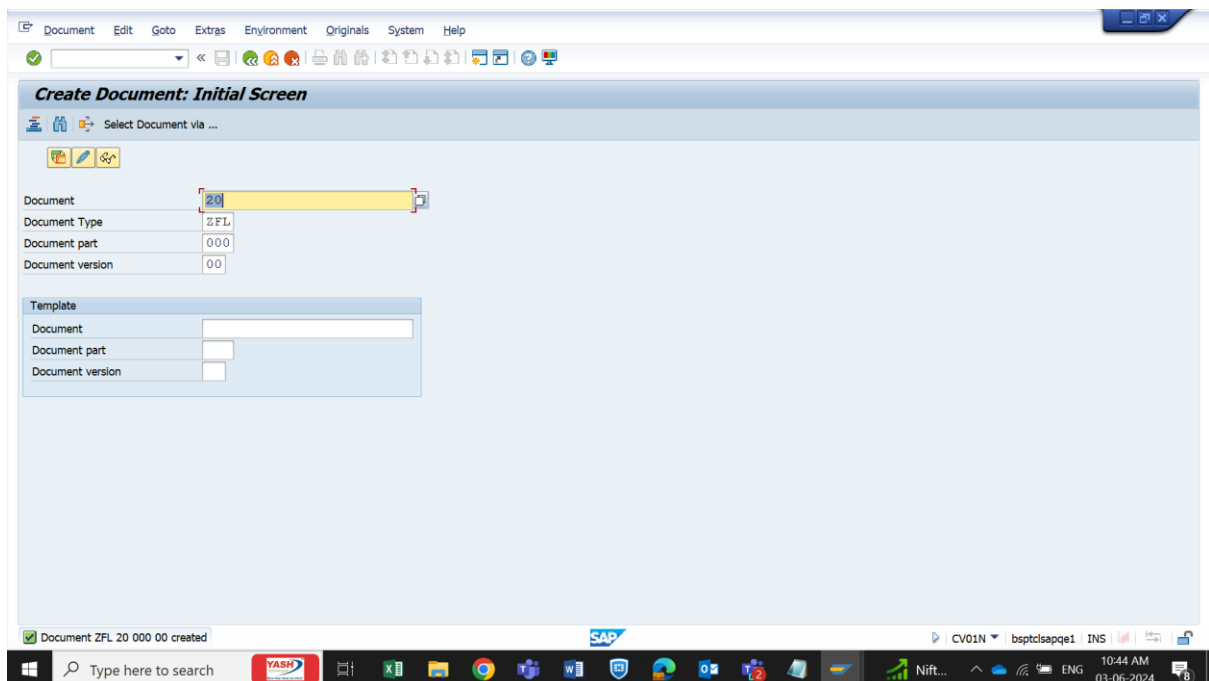 Document Edit Goto Extras Environment Originals System Help
Create Document: Initial Screen
Select Document via ...
Document 20
Document Type ZFL
Document part 000
Document version 00
Template
Document
Document part
Document version
Document ZFL 20 000 00 created
SAP
CV01N bsptclsapqe1 INS
Type here to search
YASH
Nift...
ENG
10:44 AM
03-06-2024
2
8